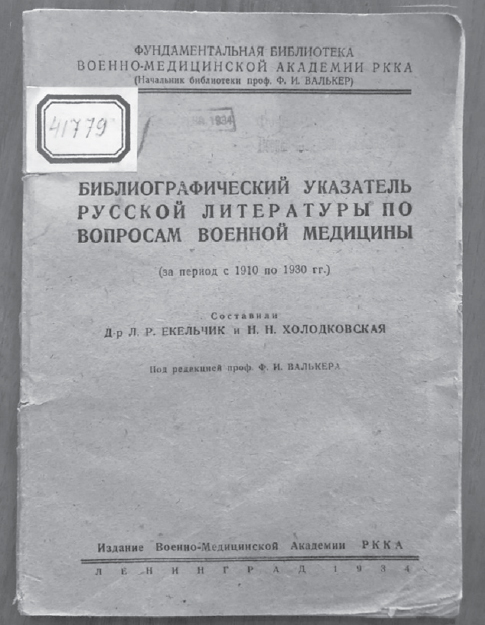 ФУНДАМЕНТАЛЬНАЯ БИБЛИОТЕКА
ВОЕННО-МЕДИЦИНСКОЙ АКАДЕМИИ РККА
(Начальник библиотеки проф. Ф. И. ВАЛЬКЕР)
41779
1934
БИБЛИОГРАФИЧЕСКИЙ УКАЗАТЕЛЬ
РУССКОЙ ЛИТЕРАТУРЫ ПО
ВОПРОСАМ ВОЕННОЙ МЕДИЦИНЫ
(за период с 1910 по 1930 гг.)
Составили
Д-р Л. Р. ЕКЕЛЬЧИК и Н. Н. ХОЛОДКОВСКАЯ
Под редакцией проф. Ф. И. ВАЛЬКЕРА
Издание Военно-Медицинской Академии РККА
ЛЕНИНГРАД 1934